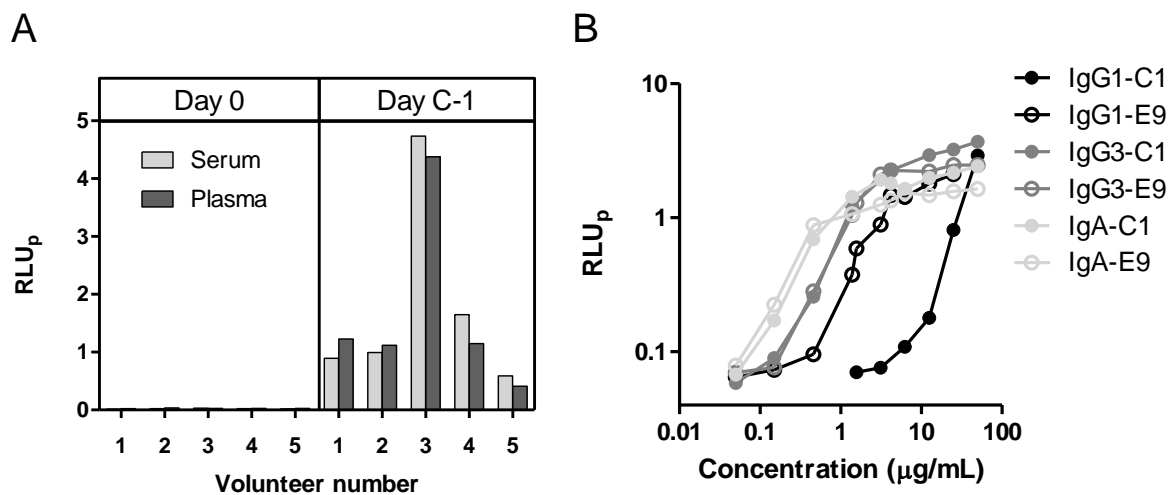 A
Day 0 Day C-1
Serum
Plasma
RLUp
5
4
3
2
1
0
1 2 3 4 5 1 2 3 4 5
Volunteer number
B
RLUp
10
1
0.1
0.01 0.1 1 10 100
Concentration (μg/mL)
IgG1-C1
IgG1-E9
IgG3-C1
IgG3-E9
IgA-C1
IgA-E9